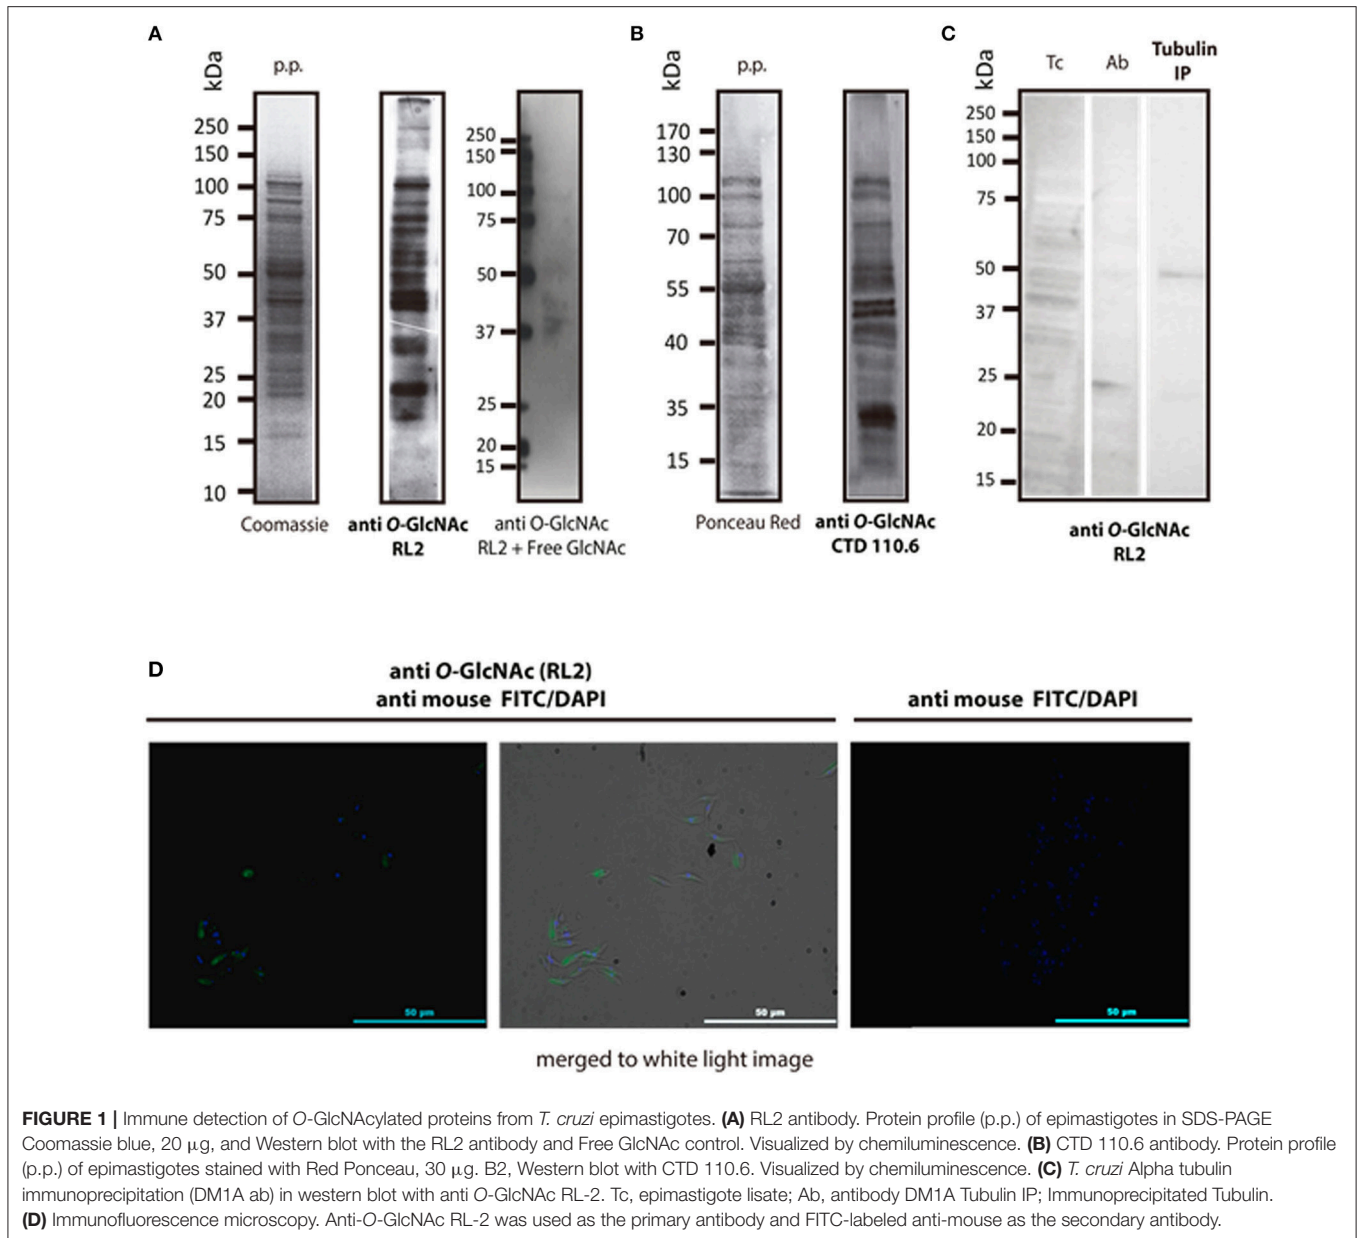 A
B
C
kDa
p.p.
250
150
100
75
50
37
25
20
15
10
Coomassie
anti O-GlcNAc
RL2
250
150
100
75
50
37
25
20
15
anti O-GlcNAc
RL2 + Free GlcNAc
kDa
p.p.
170
130
100
70
55
40
35
15
Ponceau Red
anti O-GlcNAc
CTD 110.6
kDa
Tc
Ab
Tubulin
IP
250
150
100
75
50
37
25
20
15
anti O-GlcNAc
RL2
D
anti O-GlcNAc (RL2)
anti mouse FITC/DAPI
anti mouse FITC/DAPI
50 µm
50 µm
50 µm
merged to white light image
FIGURE 1 | Immune detection of O-GlcNAcylated proteins from T. cruzi epimastigotes. (A) RL2 antibody. Protein profile (p.p.) of epimastigotes in SDS-PAGE
Coomassie blue, 20 µg, and Western blot with the RL2 antibody and Free GlcNAc control. Visualized by chemiluminescence. (B) CTD 110.6 antibody. Protein profile
(p.p.) of epimastigotes stained with Red Ponceau, 30 µg. B2, Western blot with CTD 110.6. Visualized by chemiluminescence. (C) T. cruzi Alpha tubulin
immunoprecipitation (DM1A ab) in western blot with anti O-GlcNAc RL-2. Tc, epimastigote lisate; Ab, antibody DM1A Tubulin IP; Immunoprecipitated Tubulin.
(D) Immunofluorescence microscopy. Anti-O-GlcNAc RL-2 was used as the primary antibody and FITC-labeled anti-mouse as the secondary antibody.